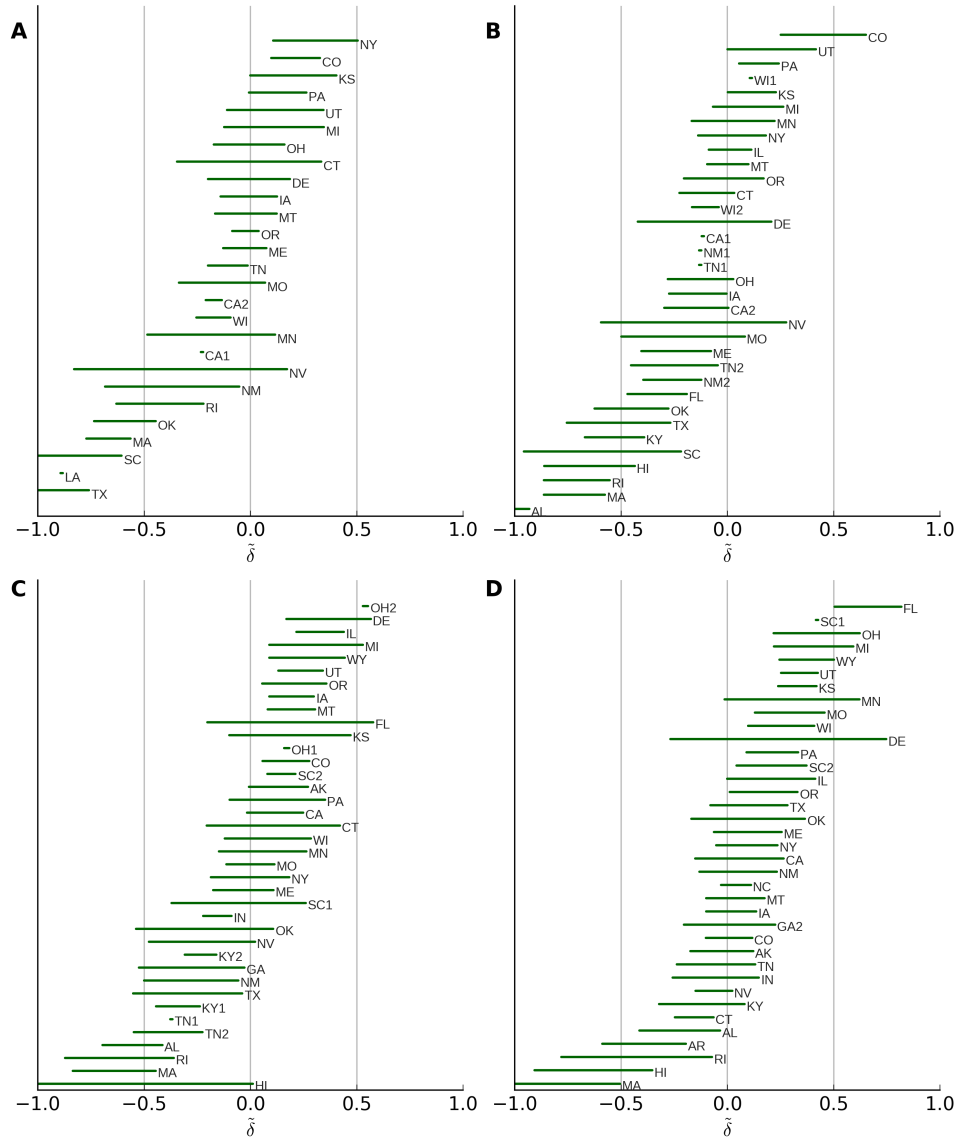 A
NY
CO
KS
PA
UT
MI
OH
CT
DE
IA
MT
OR
ME
TN
MO
CA2
WI
MN
CA1
NV
NM
RI
OK
MA
SC
LA
TX
−1.0 −0.5 0.0 0.5 1.0
δ̃
B
CO
UT
PA
WI1
KS
MI
MN
NY
IL
MT
OR
CT
WI2
DE
CA1
NM1
TN1
OH
IA
CA2
NV
MO
ME
TN2
NM2
FL
OK
TX
KY
SC
HI
RI
MA
AL
−1.0 −0.5 0.0 0.5 1.0
δ̃
C
OH2
DE
IL
MI
WY
UT
OR
IA
MT
FL
KS
OH1
CO
SC2
AK
PA
CA
CT
WI
MN
MO
NY
ME
SC1
IN
OK
NV
KY2
GA
NM
TX
KY1
TN1
TN2
AL
RI
MA
HI
−1.0 −0.5 0.0 0.5 1.0
δ̃
D
FL
SC1
OH
MI
WY
UT
KS
MN
MO
WI
DE
PA
SC2
IL
OR
TX
OK
ME
NY
CA
NM
NC
MT
IA
GA2
CO
AK
TN
IN
NV
KY
CT
AL
AR
RI
HI
MA
−1.0 −0.5 0.0 0.5 1.0
δ̃